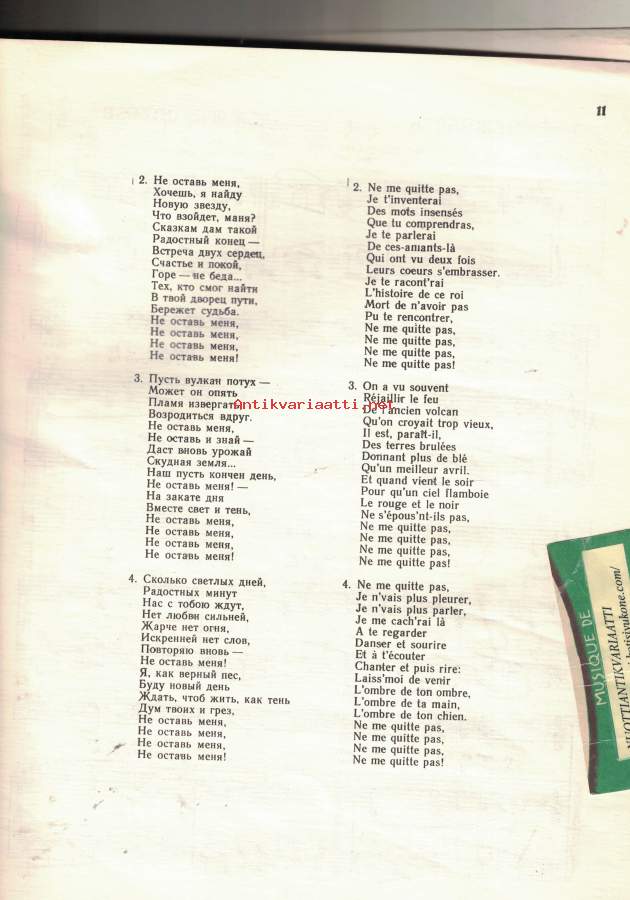 11
2. Не оставь меня,
Хочешь, я найду
Новую звезду,
Что взойдет, маня?
Сказкам дам такой
Радостный конец —
Встреча двух сердец,
Счастье и покой,
Горе — не беда...
Тех, кто смог найти
В твой дворец пути,
Бережет судьба.
Не оставь меня,
Не оставь меня,
Не оставь меня,
Не оставь меня!
3. Пусть вулкан потух —
Может он опять
Пламя извергать
Возродиться вдруг.
Не оставь меня,
Не оставь и знай —
Даст вновь урожай
Скудная земля...
Наш пусть кончен день,
Не оставь меня! —
На закате дня
Вместе свет и тень,
Не оставь меня,
Не оставь меня,
Не оставь меня,
Не оставь меня!
4. Сколько светлых дней,
Радостных минут
Нас с тобою ждут,
Нет любви сильней,
Жарче нет огня,
Искренней нет слов,
Повторяю вновь —
Не оставь меня!
Я, как верный пес,
Буду новый день
Ждать, чтоб жить, как тень
Дум твоих и грез,
Не оставь меня,
Не оставь меня,
Не оставь меня,
Не оставь меня!
2. Ne me quitte pas,
Je t'inventerai
Des mots insensés
Que tu comprendras,
Je te parlerai
De ces-amants-là
Qui ont vu deux fois
Leurs coeurs s'embrasser.
Je te racont'rai
L'histoire de ce roi
Mort de n'avoir pas
Pu te rencontrer,
Ne me quitte pas,
Ne me quitte pas,
Ne me quitte pas,
Ne me quitte pas!
3. On a vu souvent
Réjaillir le feu
De l'ancien volcan
Qu'on croyait trop vieux,
Il est, paraît-il,
Des terres brulées
Donnant plus de blé
Qu'un meilleur avril.
Et quand vient le soir
Pour qu'un ciel flamboie
Le rouge et le noir
Ne s'épous'nt-ils pas,
Ne me quitte pas,
Ne me quitte pas,
Ne me quitte pas,
Ne me quitte pas!
4. Ne me quitte pas,
Je n'vais plus pleurer,
Je n'vais plus parler,
Je me cach'rai là
A te regarder
Danser et sourire
Et à t'écouter
Chanter et puis rire:
Laiss'moi de venir
L'ombre de ton ombre,
L'ombre de ta main,
L'ombre de ton chien.
Ne me quitte pas,
Ne me quitte pas,
Ne me quitte pas,
Ne me quitte pas!
Antikvariaatti.net
MUSIQUE DE
NUOTTIANTIKVARIAATTI